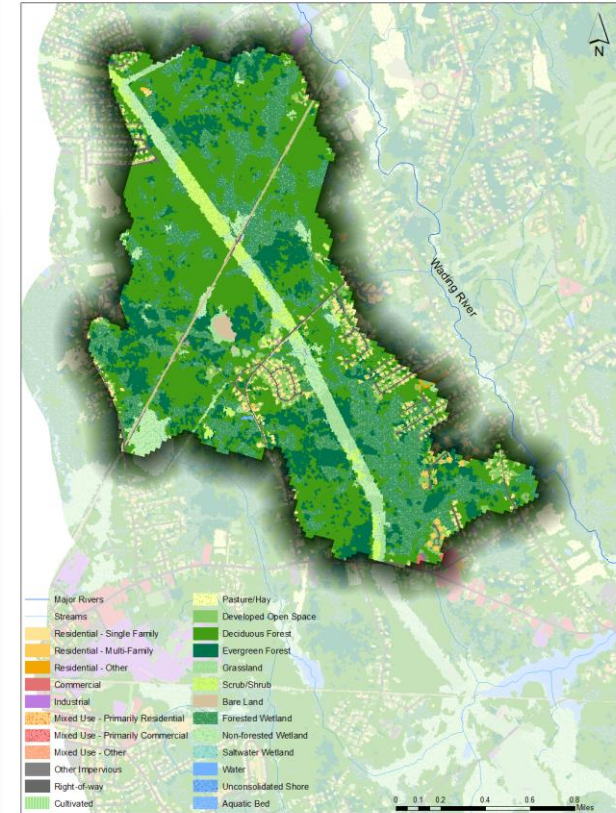 N
Wading River
Major Rivers
Streams
Residential - Single Family
Residential - Multi-Family
Residential - Other
Commercial
Industrial
Mixed Use - Primarily Residential
Mixed Use - Primarily Commercial
Mixed Use - Other
Other Impervious
Right-of-way
Cultivated
Pasture/Hay
Developed Open Space
Deciduous Forest
Evergreen Forest
Grassland
Scrub/Shrub
Bare Land
Forested Wetland
Non-forested Wetland
Saltwater Wetland
Water
Unconsolidated Shore
Aquatic Bed
0 0.1 0.2 0.4 0.6 0.8
Miles